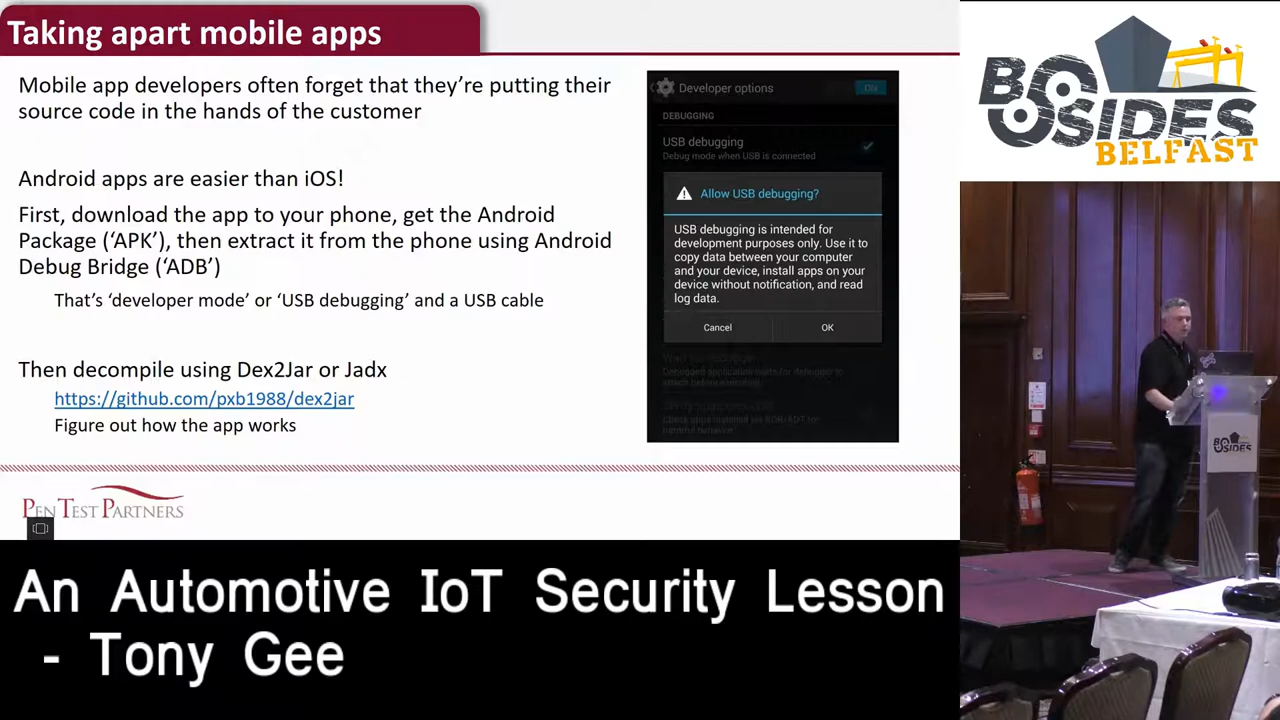 Taking apart mobile apps
Mobile app developers often forget that they're putting their
source code in the hands of the customer
Android apps are easier than iOS!
First, download the app to your phone, get the Android
Package ('APK'), then extract it from the phone using Android
Debug Bridge ('ADB')
That's 'developer mode' or 'USB debugging' and a USB cable
Then decompile using Dex2Jar or Jadx
https://github.com/pxb1988/dex2jar
Figure out how the app works
Developer options
ON
DEBUGGING
USB debugging
Debug mode when USB is connected
Allow USB debugging?
USB debugging is intended for
development purposes only. Use it to
copy data between your computer
and your device, install apps on your
device without notification, and read
log data.
Cancel
OK
PEN TEST PARTNERS
BSIDES
BELFAST
BSIDES
An Automotive IoT Security Lesson
- Tony Gee